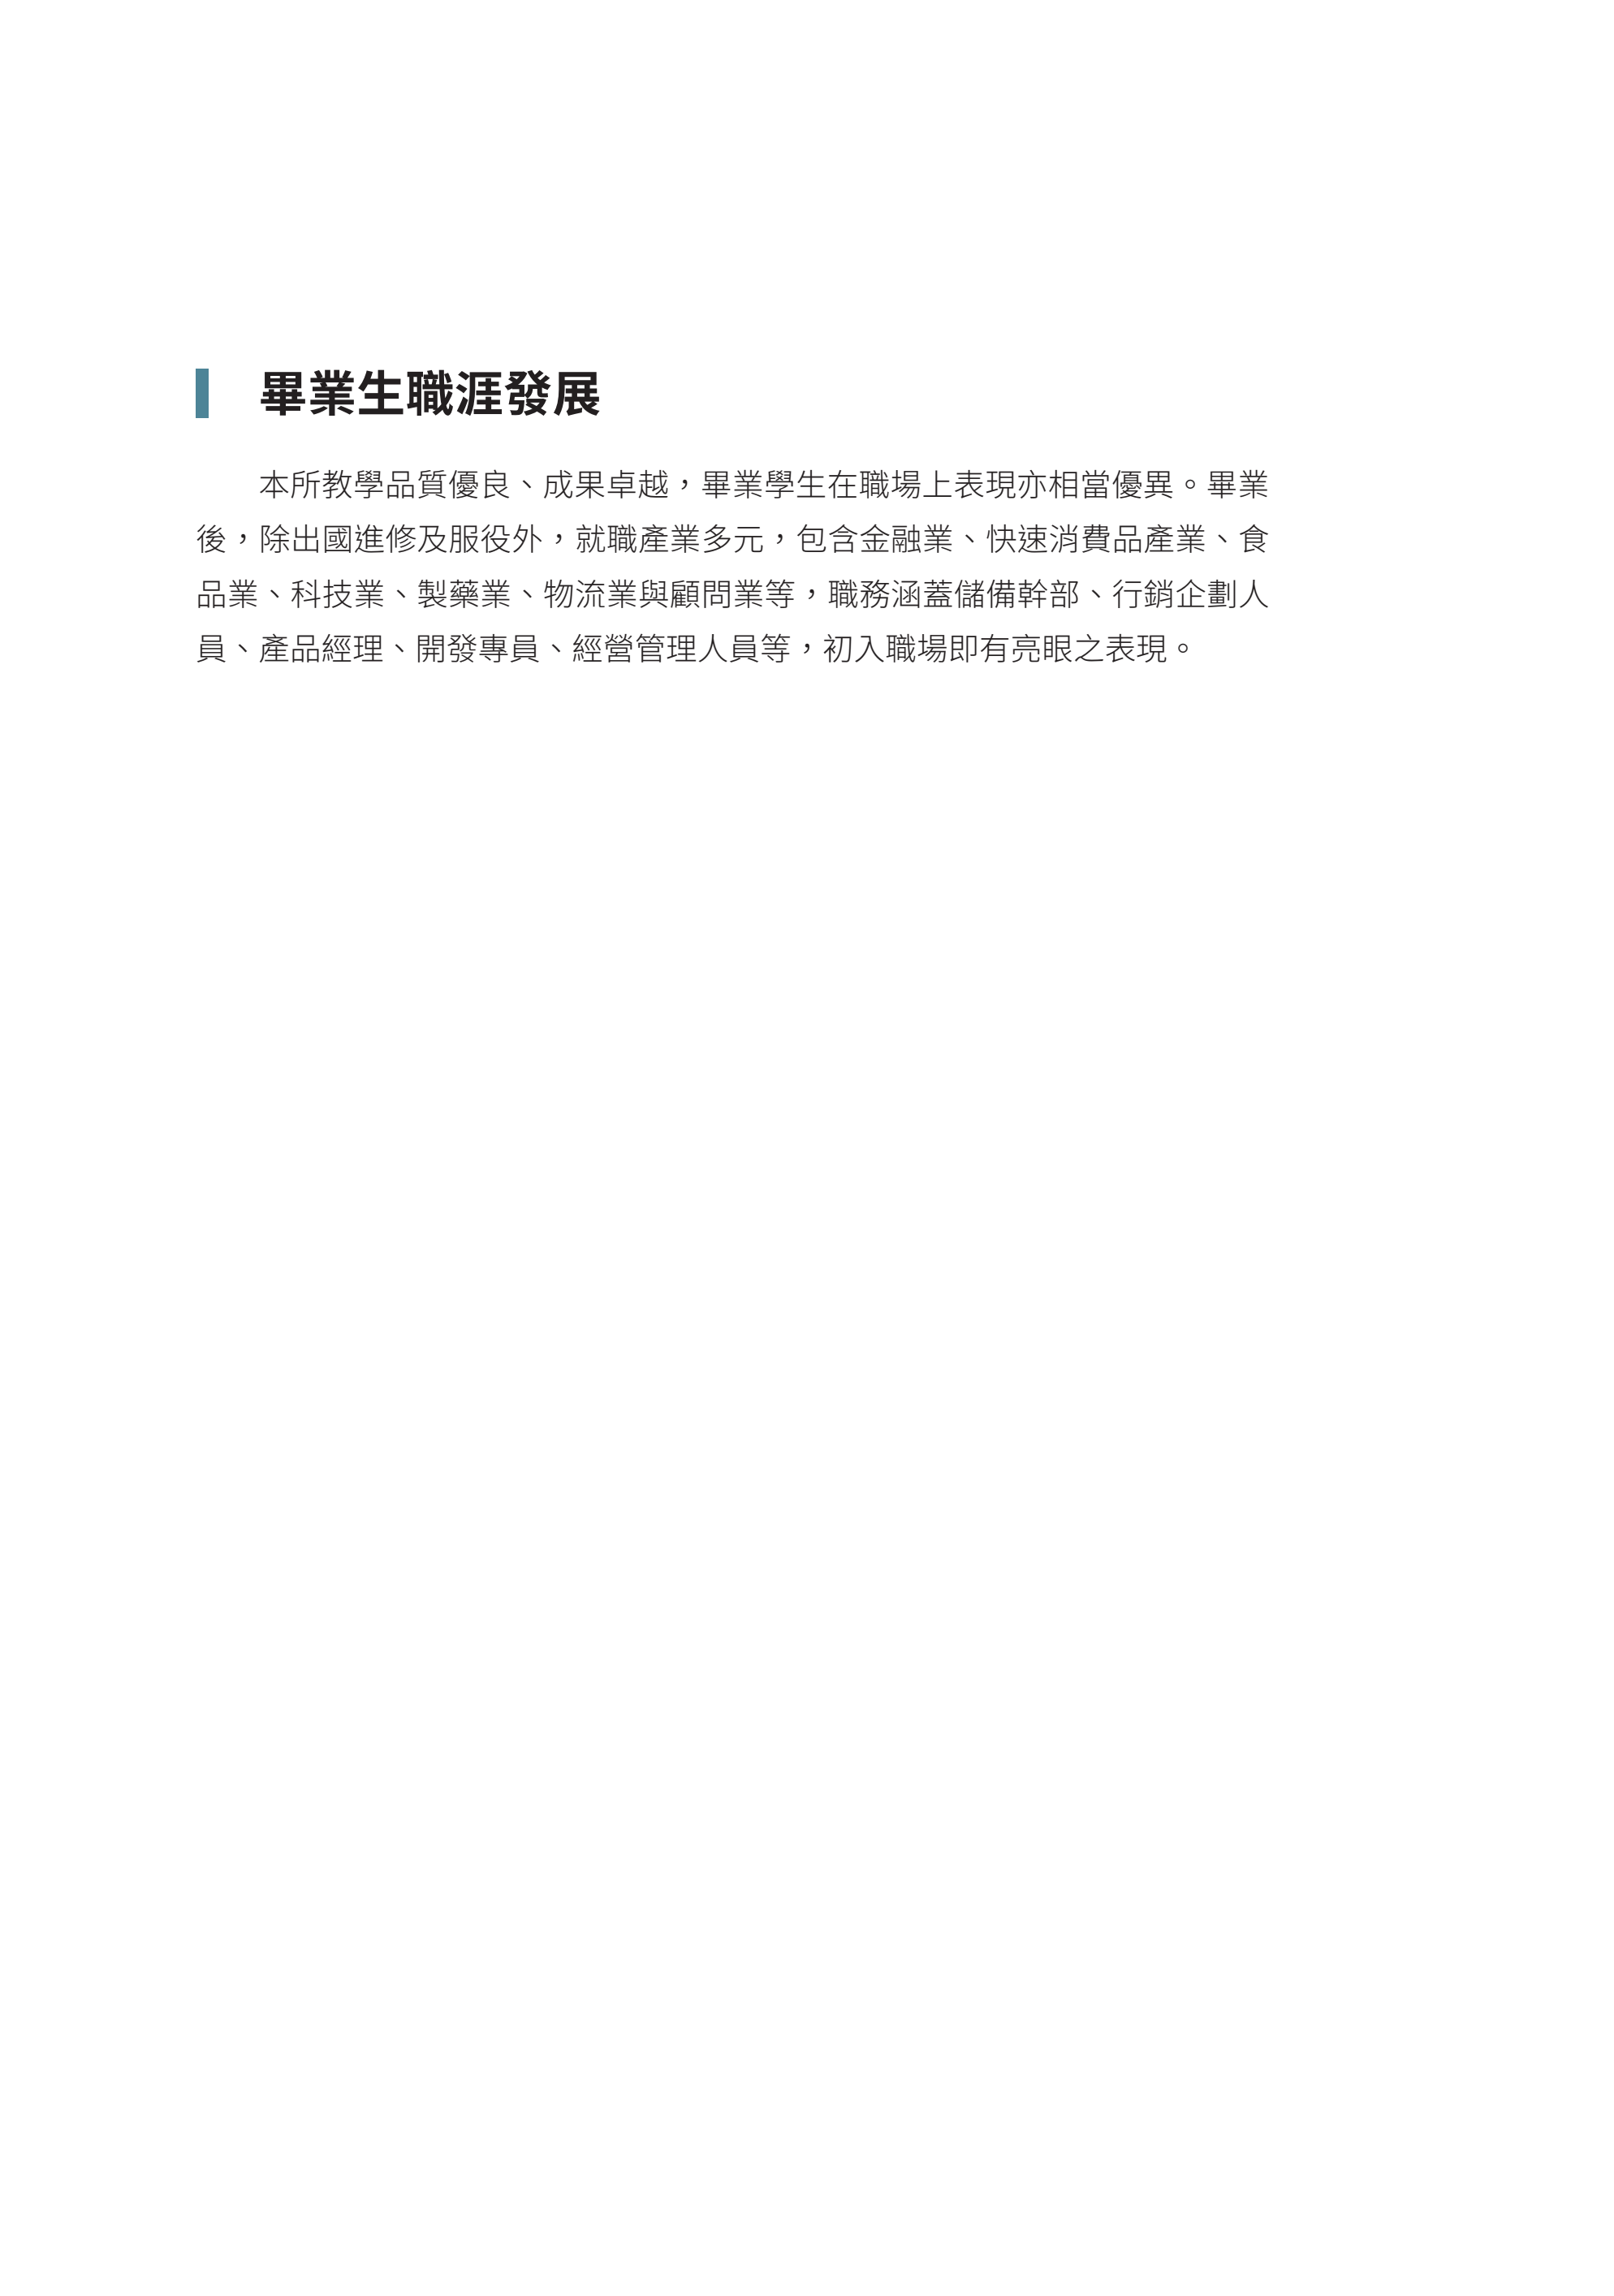 畢業生職涯發展
本所教學品質優良、成果卓越，畢業學生在職場上表現亦相當優異。畢業
後，除出國進修及服役外，就職產業多元，包含金融業、快速消費品產業、食
品業、科技業、製藥業、物流業與顧問業等，職務涵蓋儲備幹部、行銷企劃人
員、產品經理、開發專員、經營管理人員等，初入職場即有亮眼之表現。